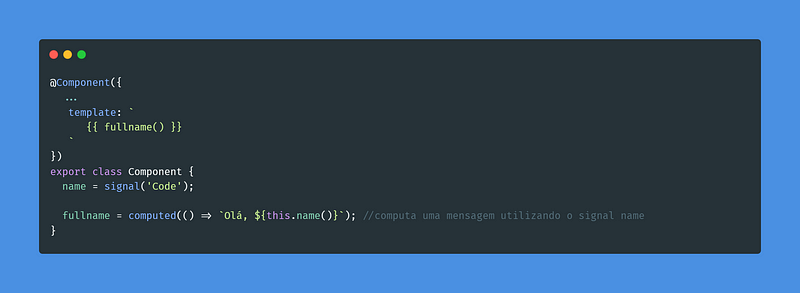 @Component({
...
template: `
{{ fullname() }}
`
})
export class Component {
name = signal('Code');
fullname = computed(() => `Olá, ${this.name()}`); //computa uma mensagem utilizando o signal name
}